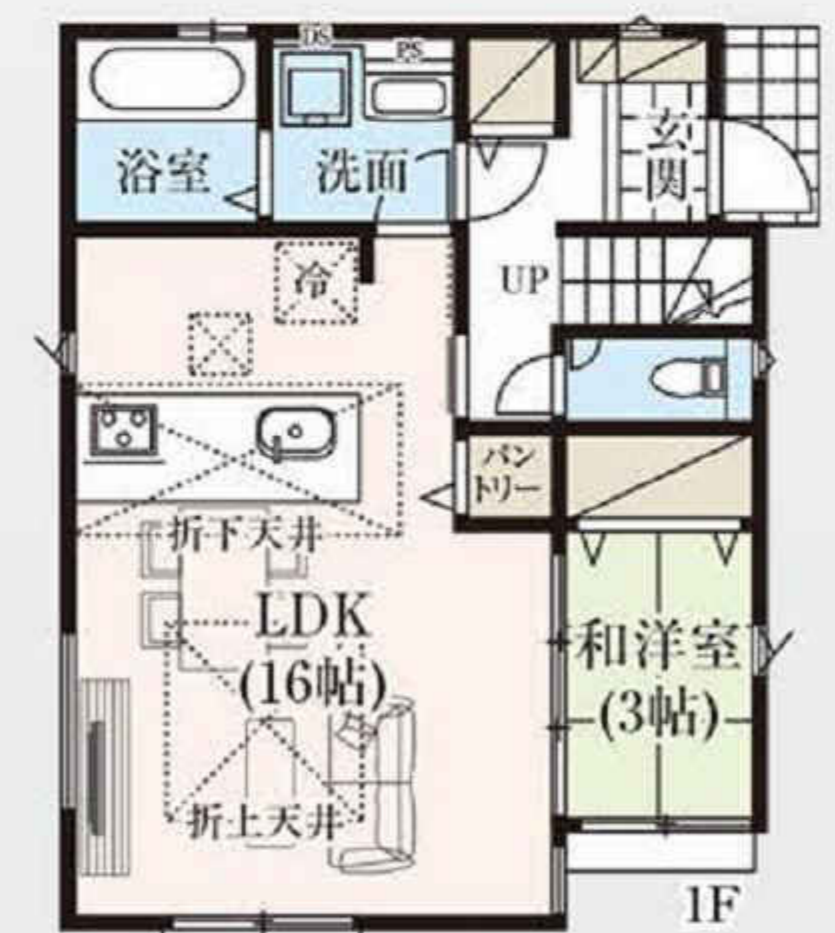 DS
PS
浴室
洗面
玄関
冷
UP
パン
トリー
折下天井
LDK
(16帖)
和洋室
(3帖)
折上天井
1F